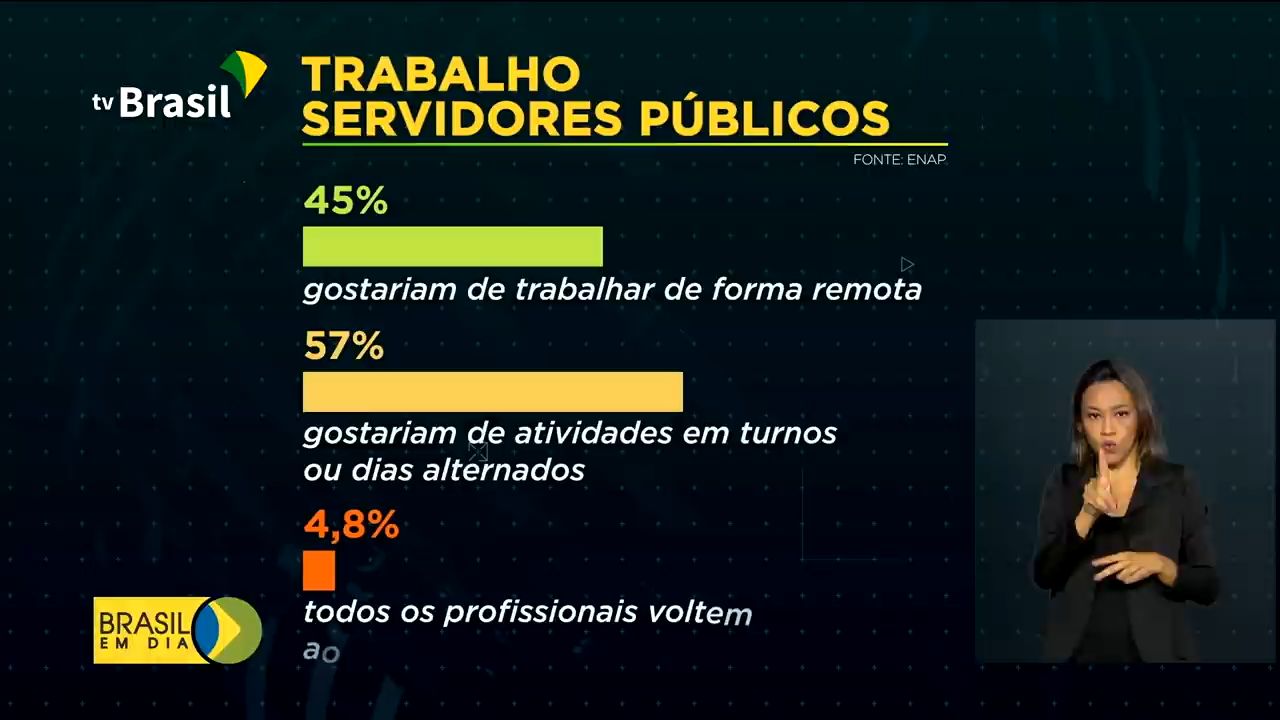 tv Brasil
TRABALHO
SERVIDORES PÚBLICOS
FONTE: ENAP
45%
gostariam de trabalhar de forma remota
57%
gostariam de atividades em turnos
ou dias alternados
4,8%
todos os profissionais voltem
ao
BRASIL
EM DIA